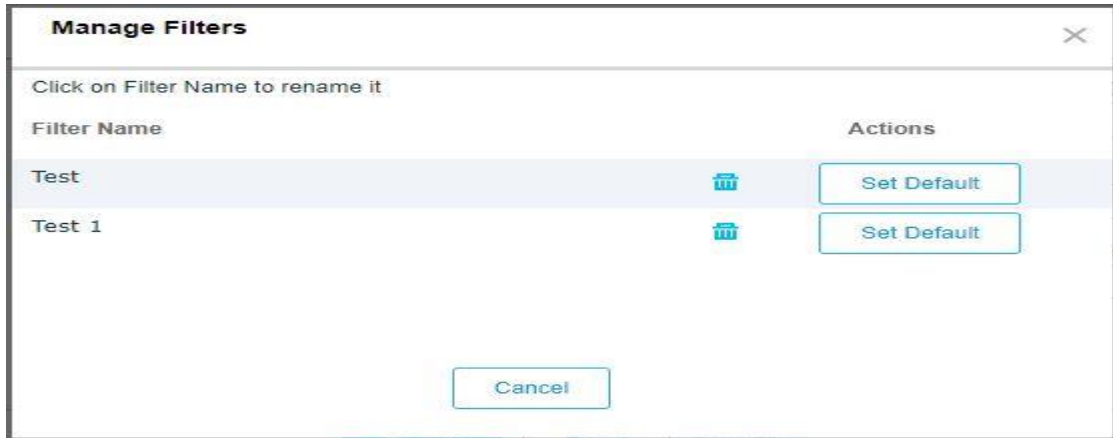 Manage Filters
Click on Filter Name to rename it
Filter Name Actions
Test Set Default
Test 1 Set Default
Cancel